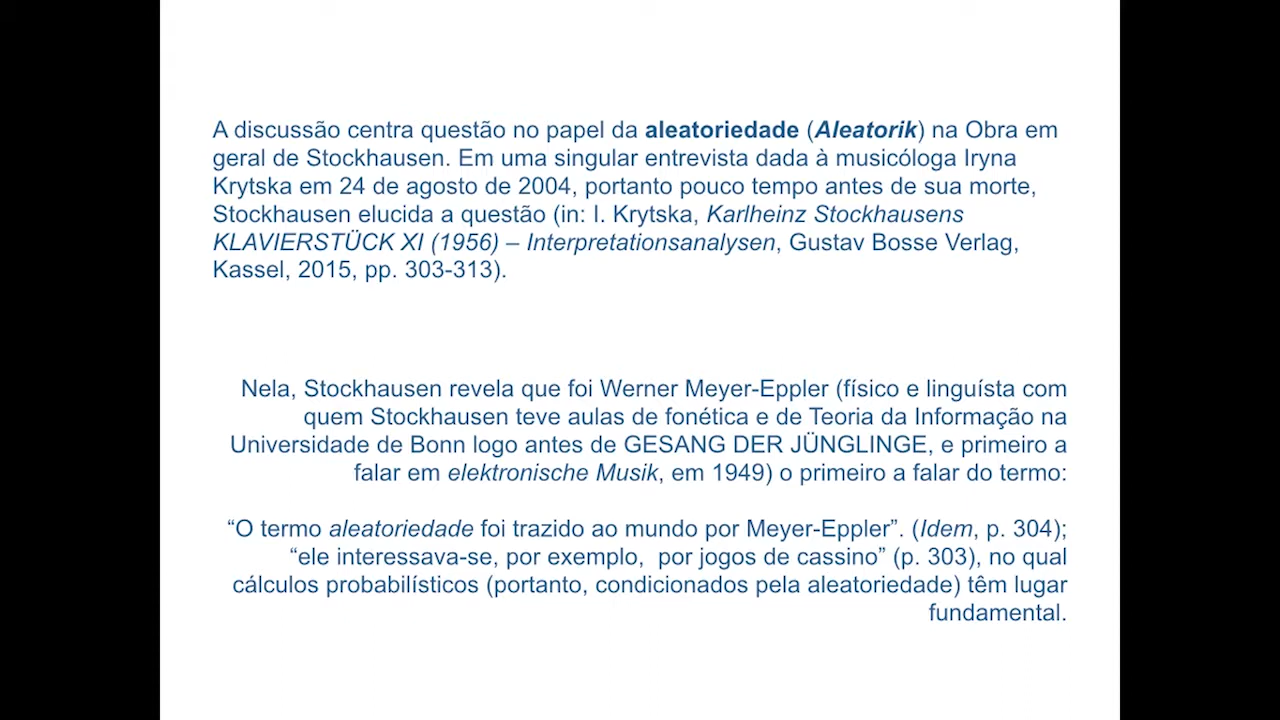 A discussão centra questão no papel da aleatoriedade (Aleatorik) na Obra em
geral de Stockhausen. Em uma singular entrevista dada à musicóloga Iryna
Krytska em 24 de agosto de 2004, portanto pouco tempo antes de sua morte,
Stockhausen elucida a questão (in: I. Krytska, Karlheinz Stockhausens
KLAVIERSTÜCK XI (1956) – Interpretationsanalysen, Gustav Bosse Verlag,
Kassel, 2015, pp. 303-313).
Nela, Stockhausen revela que foi Werner Meyer-Eppler (físico e linguísta com
quem Stockhausen teve aulas de fonética e de Teoria da Informação na
Universidade de Bonn logo antes de GESANG DER JÜNGLINGE, e primeiro a
falar em elektronische Musik, em 1949) o primeiro a falar do termo:
“O termo aleatoriedade foi trazido ao mundo por Meyer-Eppler”. (Idem, p. 304);
“ele interessava-se, por exemplo,  por jogos de cassino” (p. 303), no qual
cálculos probabilísticos (portanto, condicionados pela aleatoriedade) têm lugar
fundamental.